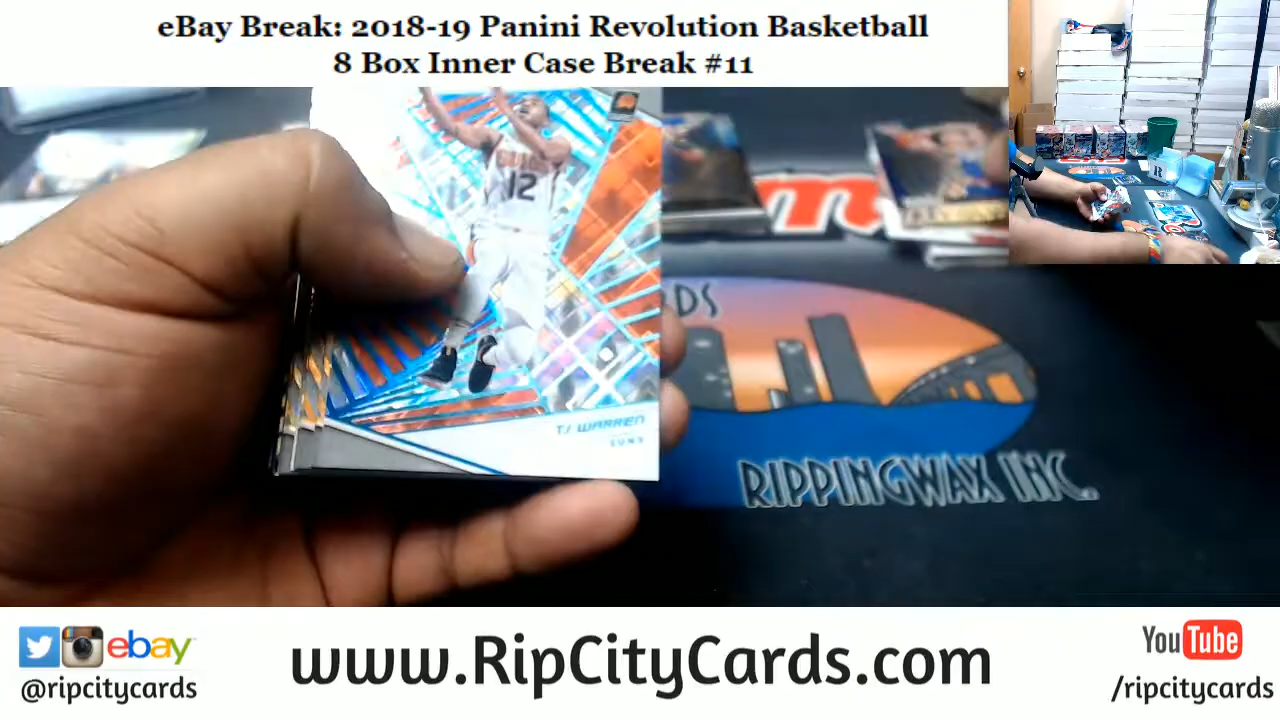 eBay Break: 2018-19 Panini Revolution Basketball
8 Box Inner Case Break #11
12
TJ WARREN
SUNS
RDS
RIPPINGWAX INC.
ebay
@ripcitycards
www.RipCityCards.com
YouTube
/ripcitycards